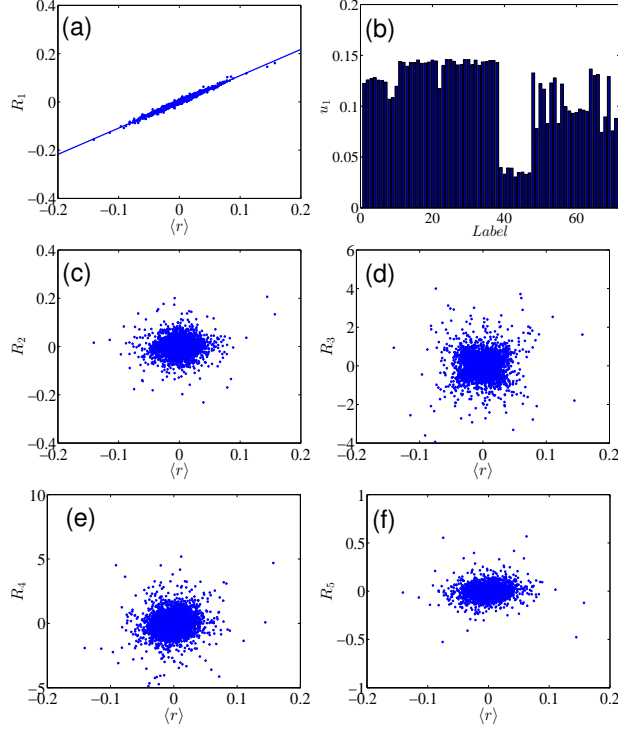 (a)
0.4
0.2
0
−0.2
−0.4
R₁
−0.2 −0.1 0 0.1 0.2
⟨r⟩
(b)
0.2
0.15
0.1
0.05
0
u₁
0 20 40 60
Label
(c)
0.4
0.2
0
−0.2
−0.4
R₂
−0.2 −0.1 0 0.1 0.2
⟨r⟩
(d)
6
4
2
0
−2
−4
R₃
−0.2 −0.1 0 0.1 0.2
⟨r⟩
(e)
10
5
0
−5
R₄
−0.2 −0.1 0 0.1 0.2
⟨r⟩
(f)
1
0.5
0
−0.5
−1
R₅
−0.2 −0.1 0 0.1 0.2
⟨r⟩